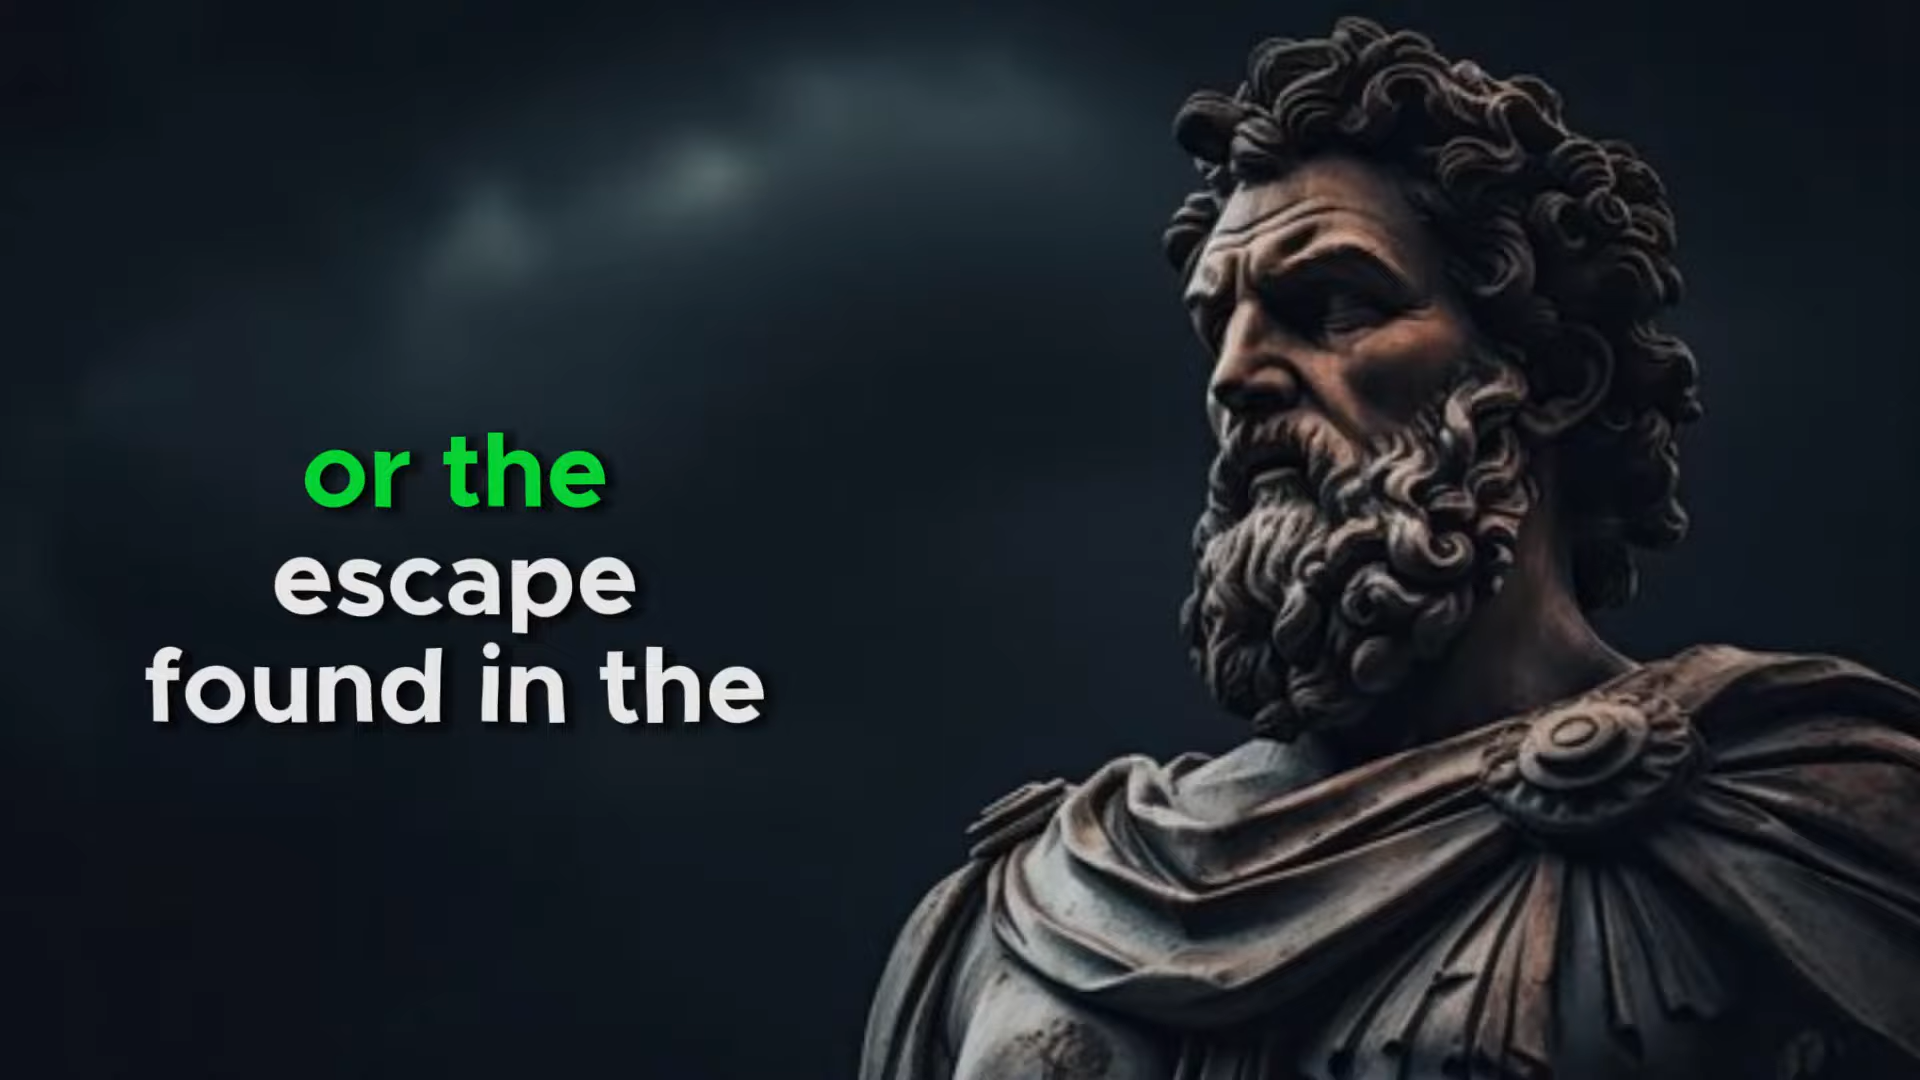 or the
escape
found in the